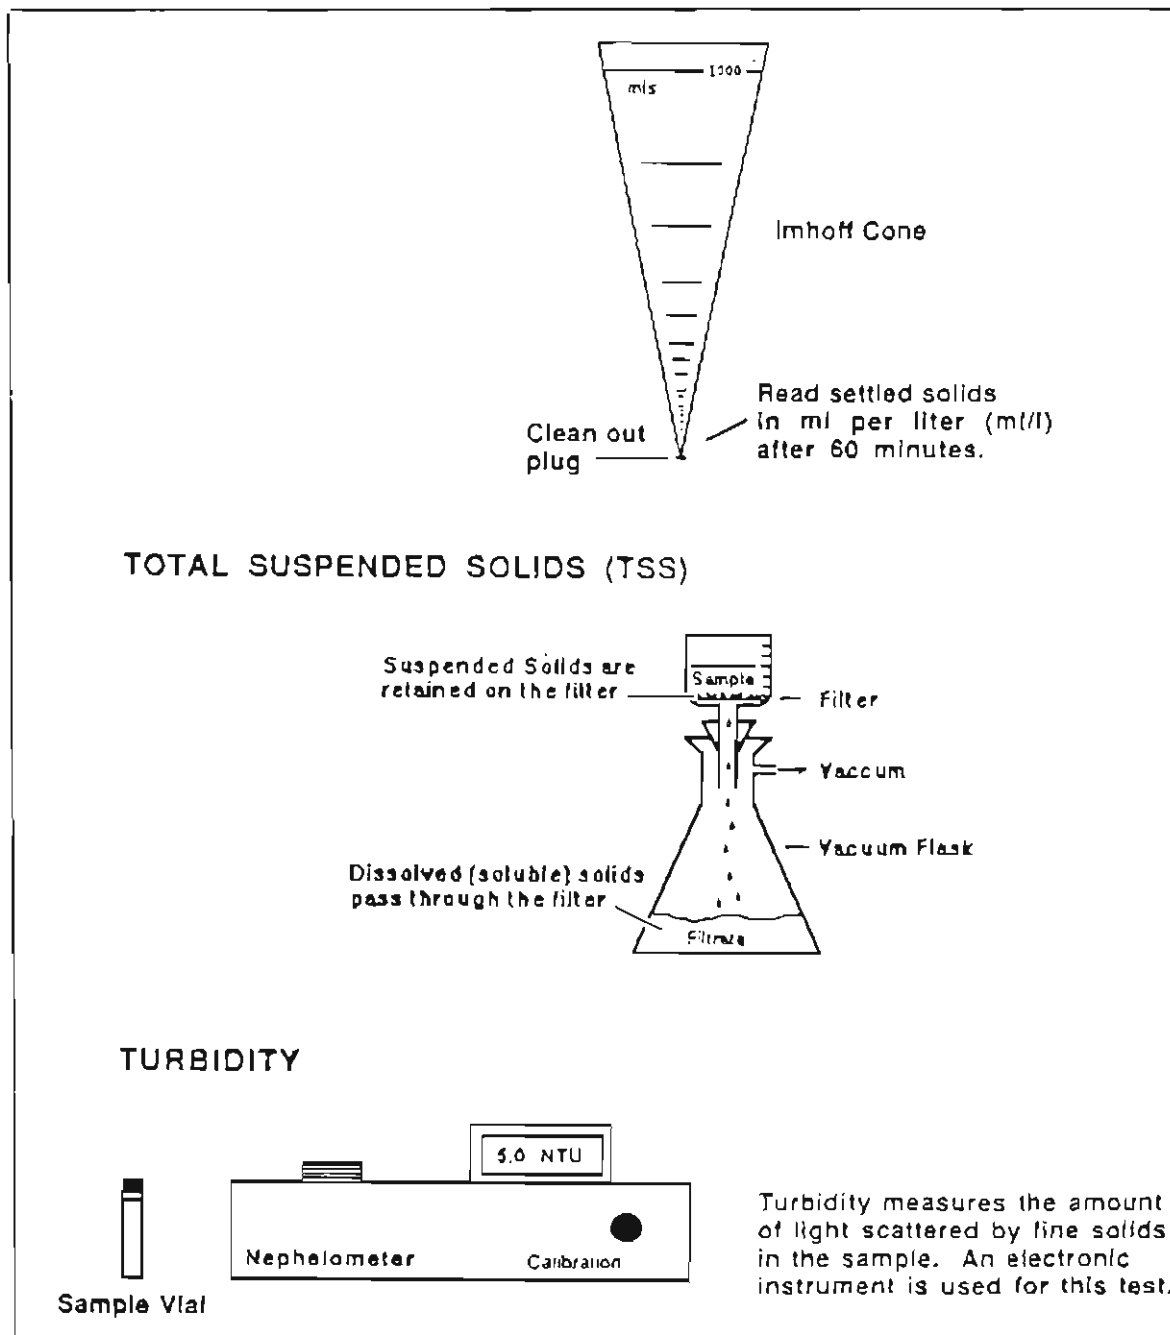 1000
mls
Imhoff Cone
Read settled solids
In ml per liter (ml/l)
after 60 minutes.
Clean out
plug
TOTAL SUSPENDED SOLIDS (TSS)
Suspended Solids are
retained on the filter
Sample
Filter
Vaccum
Vacuum Flask
Dissolved (soluble) solids
pass through the filter
Filtrate
TURBIDITY
5.0 NTU
Nephelometer
Calibration
Sample Vial
Turbidity measures the amount
of light scattered by fine solids
in the sample. An electronic
instrument is used for this test.